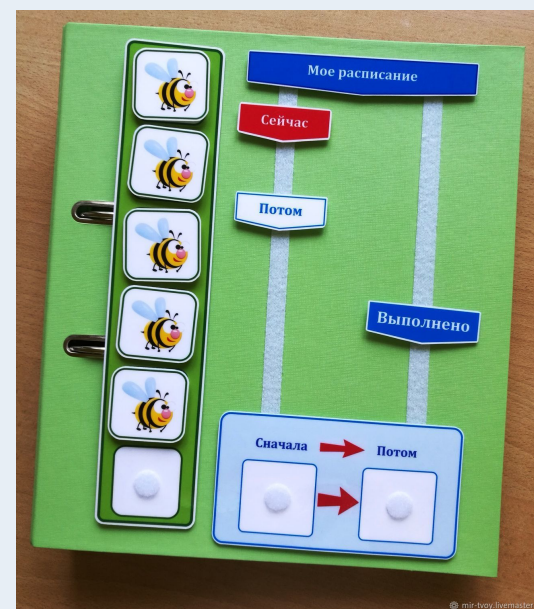 Мое расписание
Сейчас
Потом
Выполнено
Сначала Потом
mir-tvoy.livemaster